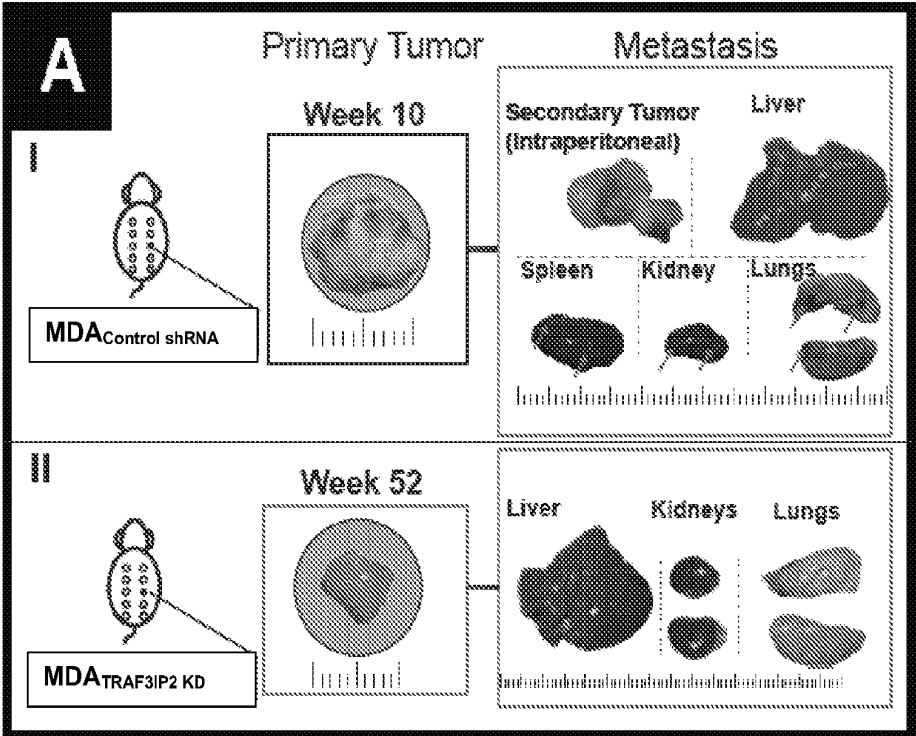 A
Primary Tumor
Metastasis
I
Week 10
Secondary Tumor
(Intraperitoneal)
Liver
Spleen
Kidney
Lungs
MDAControl shRNA
II
Week 52
Liver
Kidneys
Lungs
MDATRAF3IP2 KD